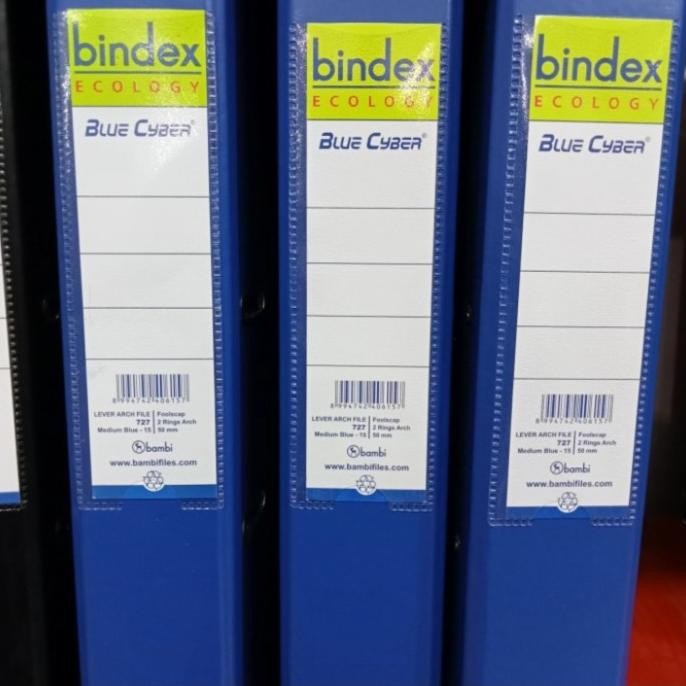 bindex
ECOLOGY
BLUE CYBER®
8994742406157
LEVER ARCH FILE | Foolscap
727 | 2 Rings Arch
Medium Blue - 15 | 50 mm
bambi
www.bambifiles.com
bindex
ECOLOGY
BLUE CYBER®
8994742406157
LEVER ARCH FILE | Foolscap
727 | 2 Rings Arch
Medium Blue - 15 | 50 mm
bambi
www.bambifiles.com
bindex
ECOLOGY
BLUE CYBER®
8994742406157
LEVER ARCH FILE | Foolscap
727 | 2 Rings Arch
Medium Blue - 15 | 50 mm
bambi
www.bambifiles.com